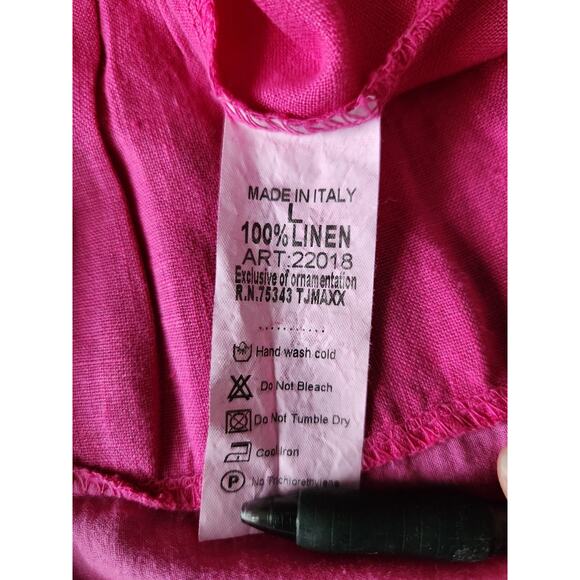 MADE IN ITALY
L
100% LINEN
ART:22018
Exclusive of ornamentation
R.N.75343 TJMAXX
...........
Hand wash cold
Do Not Bleach
Do Not Tumble Dry
Cool Iron
P No Trichlorethylene